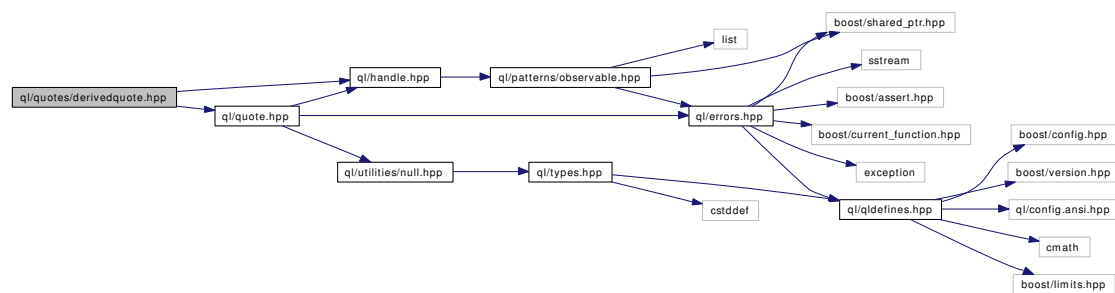 boost/shared_ptr.hpp
list
sstream
ql/handle.hpp
ql/patterns/observable.hpp
ql/quotes/derivedquote.hpp
boost/assert.hpp
ql/quote.hpp
ql/errors.hpp
boost/current_function.hpp
boost/config.hpp
ql/utilities/null.hpp
ql/types.hpp
exception
boost/version.hpp
cstddef
ql/qldefines.hpp
ql/config.ansi.hpp
cmath
boost/limits.hpp